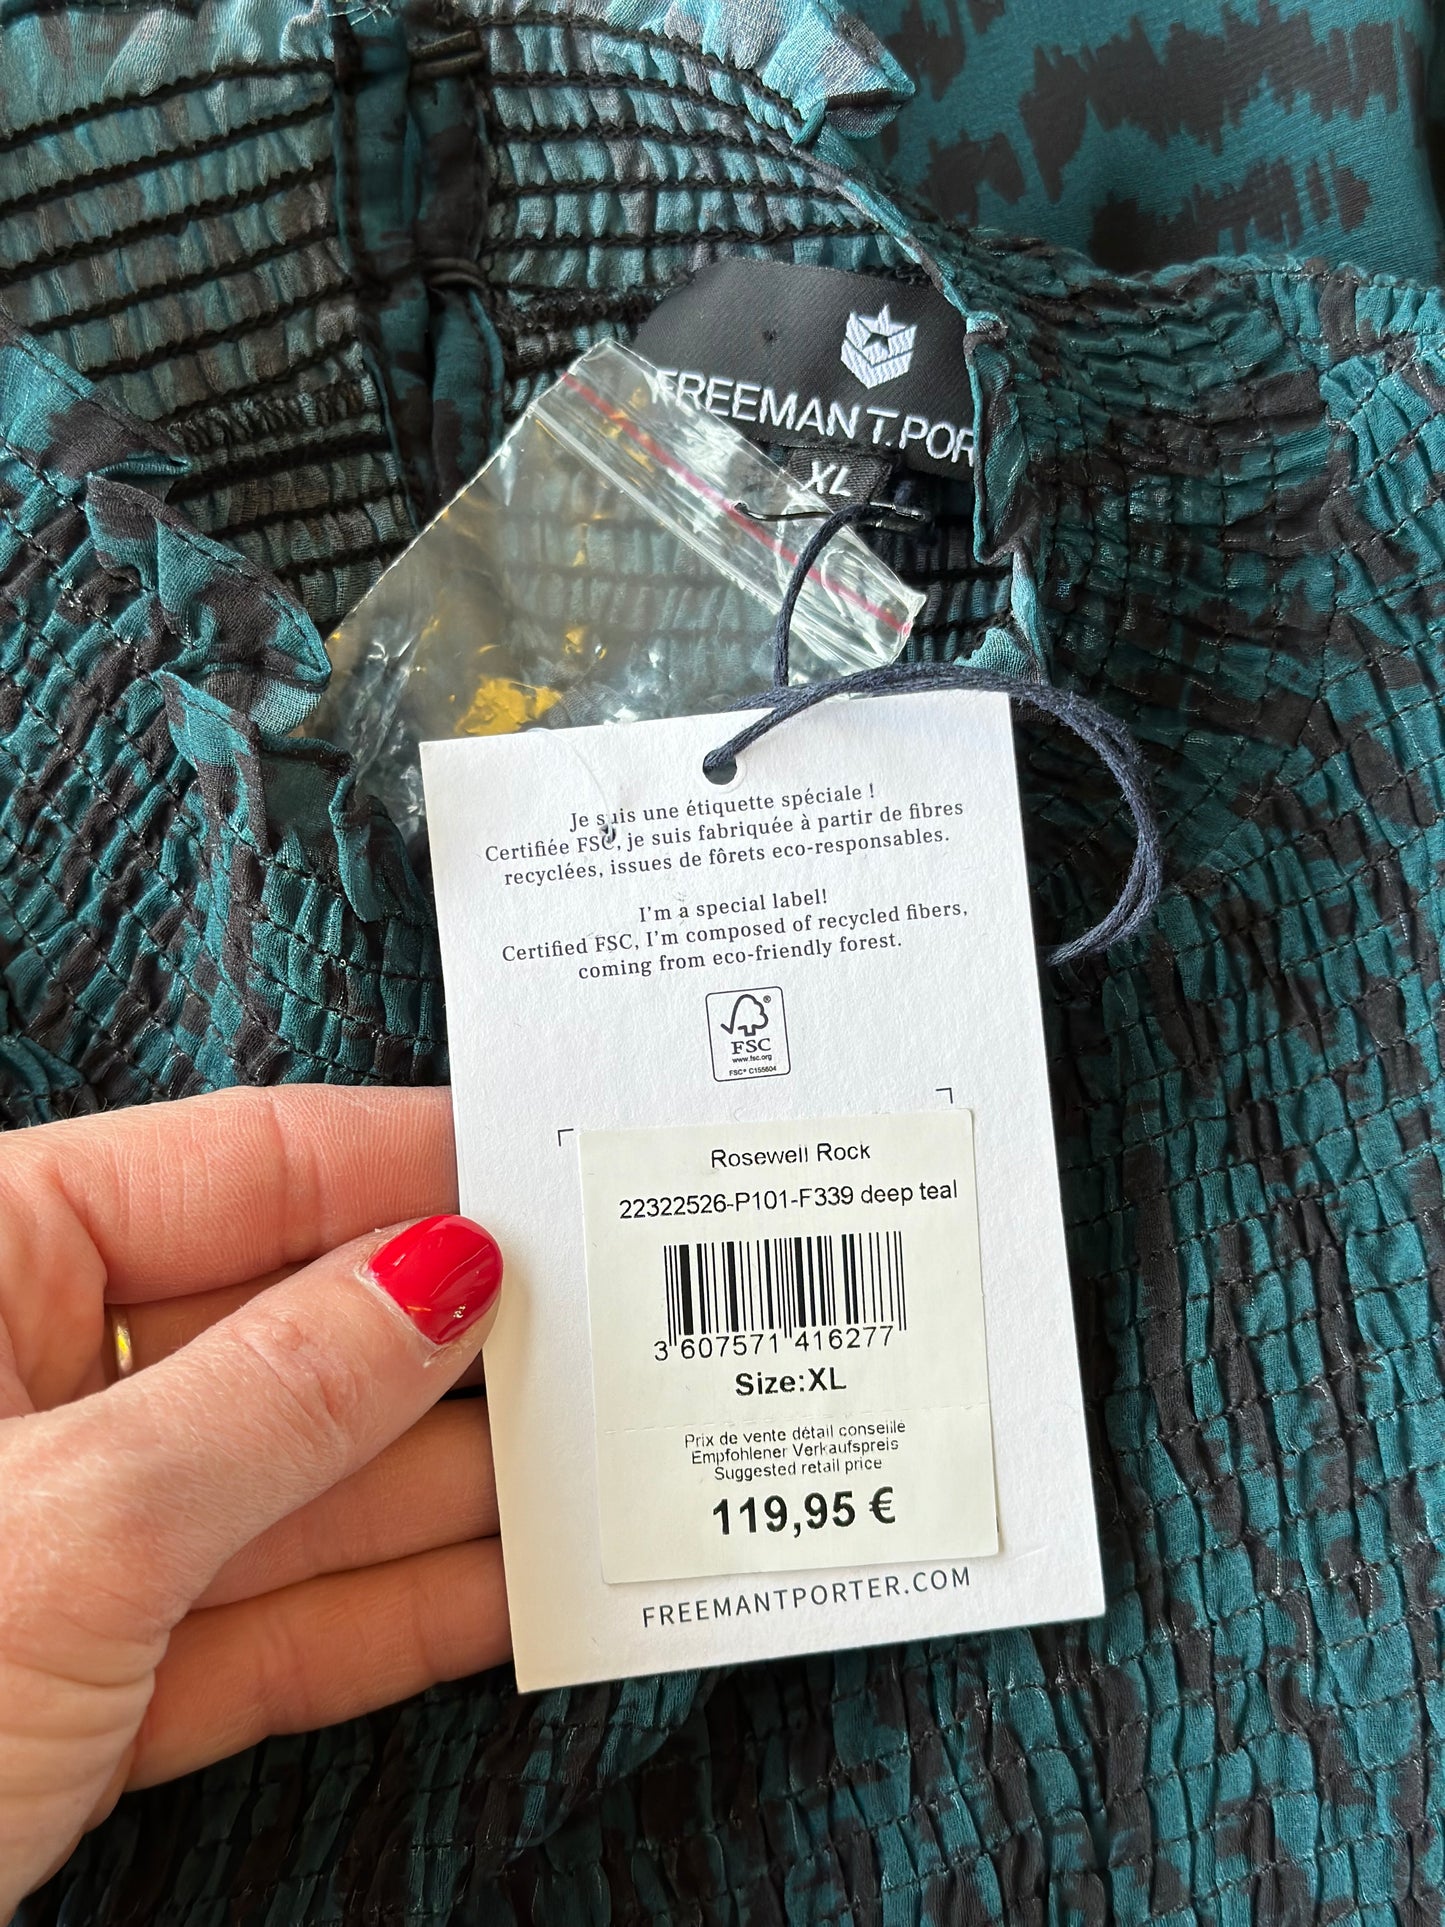 FREEMAN T. POR
XL
Je suis une étiquette spéciale !
Certifiée FSC, je suis fabriquée à partir de fibres
recyclées, issues de fôrets eco-responsables.
I'm a special label!
Certified FSC, I'm composed of recycled fibers,
coming from eco-friendly forest.
®
FSC
www.fsc.org
FSC® C155604
Rosewell Rock
22322526-P101-F339 deep teal
3 607571 416277
Size:XL
Prix de vente détail conseillé
Empfohlener Verkaufspreis
Suggested retail price
119,95 €
FREEMANTPORTER.COM